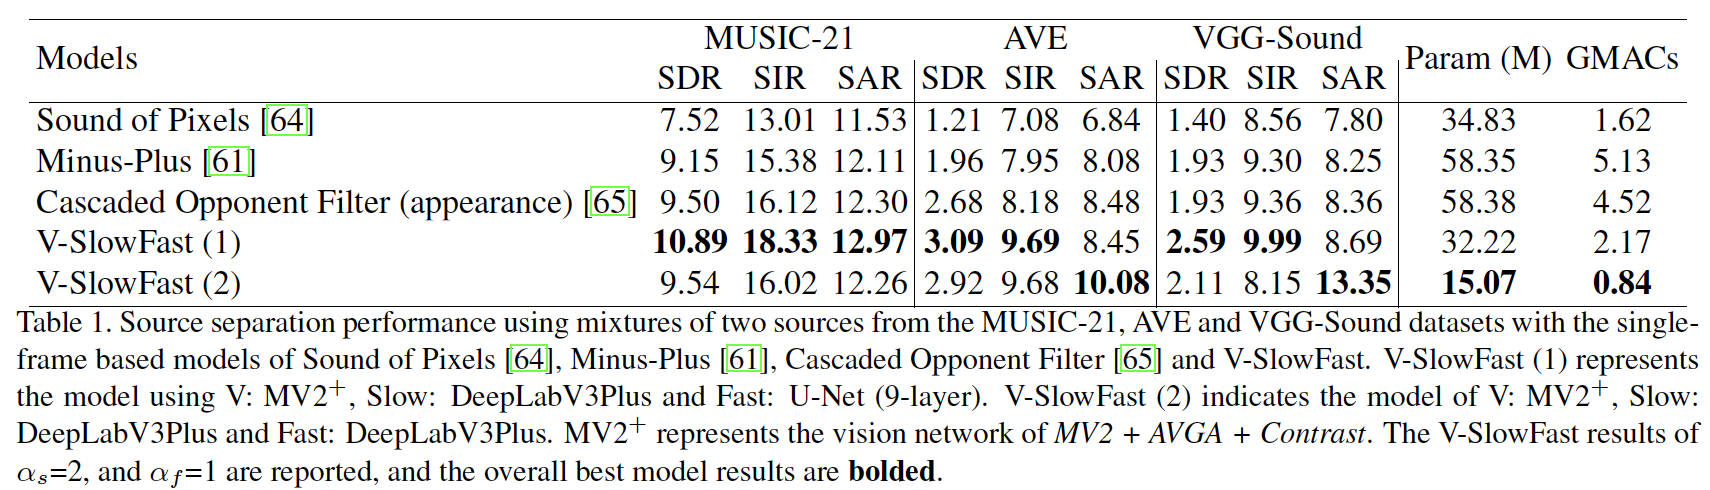 Models MUSIC-21 AVE VGG-Sound Param (M) GMACs
SDR SIR SAR SDR SIR SAR SDR SIR SAR
Sound of Pixels [64] 7.52 13.01 11.53 1.21 7.08 6.84 1.40 8.56 7.80 34.83 1.62
Minus-Plus [61] 9.15 15.38 12.11 1.96 7.95 8.08 1.93 9.30 8.25 58.35 5.13
Cascaded Opponent Filter (appearance) [65] 9.50 16.12 12.30 2.68 8.18 8.48 1.93 9.36 8.36 58.38 4.52
V-SlowFast (1) 10.89 18.33 12.97 3.09 9.69 8.45 2.59 9.99 8.69 32.22 2.17
V-SlowFast (2) 9.54 16.02 12.26 2.92 9.68 10.08 2.11 8.15 13.35 15.07 0.84
Table 1. Source separation performance using mixtures of two sources from the MUSIC-21, AVE and VGG-Sound datasets with the single-
frame based models of Sound of Pixels [64], Minus-Plus [61], Cascaded Opponent Filter [65] and V-SlowFast. V-SlowFast (1) represents
the model using V: MV2⁺, Slow: DeepLabV3Plus and Fast: U-Net (9-layer). V-SlowFast (2) indicates the model of V: MV2⁺, Slow:
DeepLabV3Plus and Fast: DeepLabV3Plus. MV2⁺ represents the vision network of MV2 + AVGA + Contrast. The V-SlowFast results of
αₛ=2, and α_f=1 are reported, and the overall best model results are bolded.